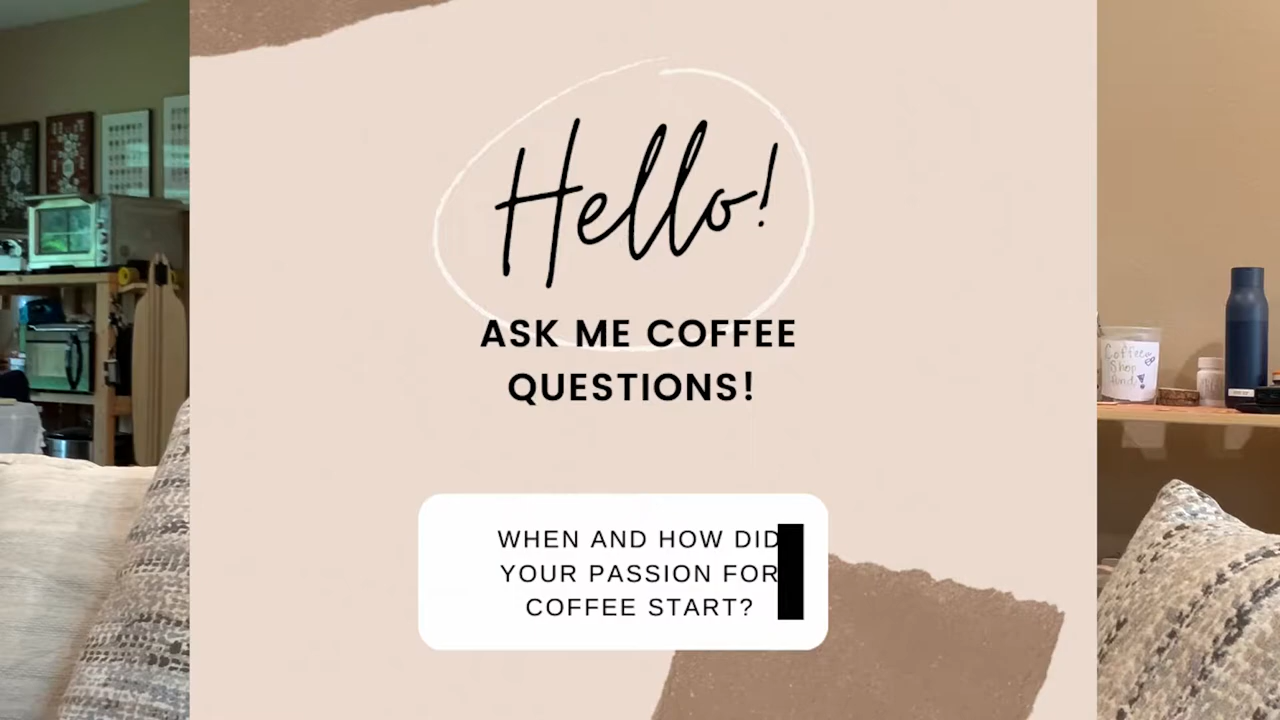 Hello!
ASK ME COFFEE
QUESTIONS!
WHEN AND HOW DID
YOUR PASSION FOR
COFFEE START?
Coffee
Shop
fund!